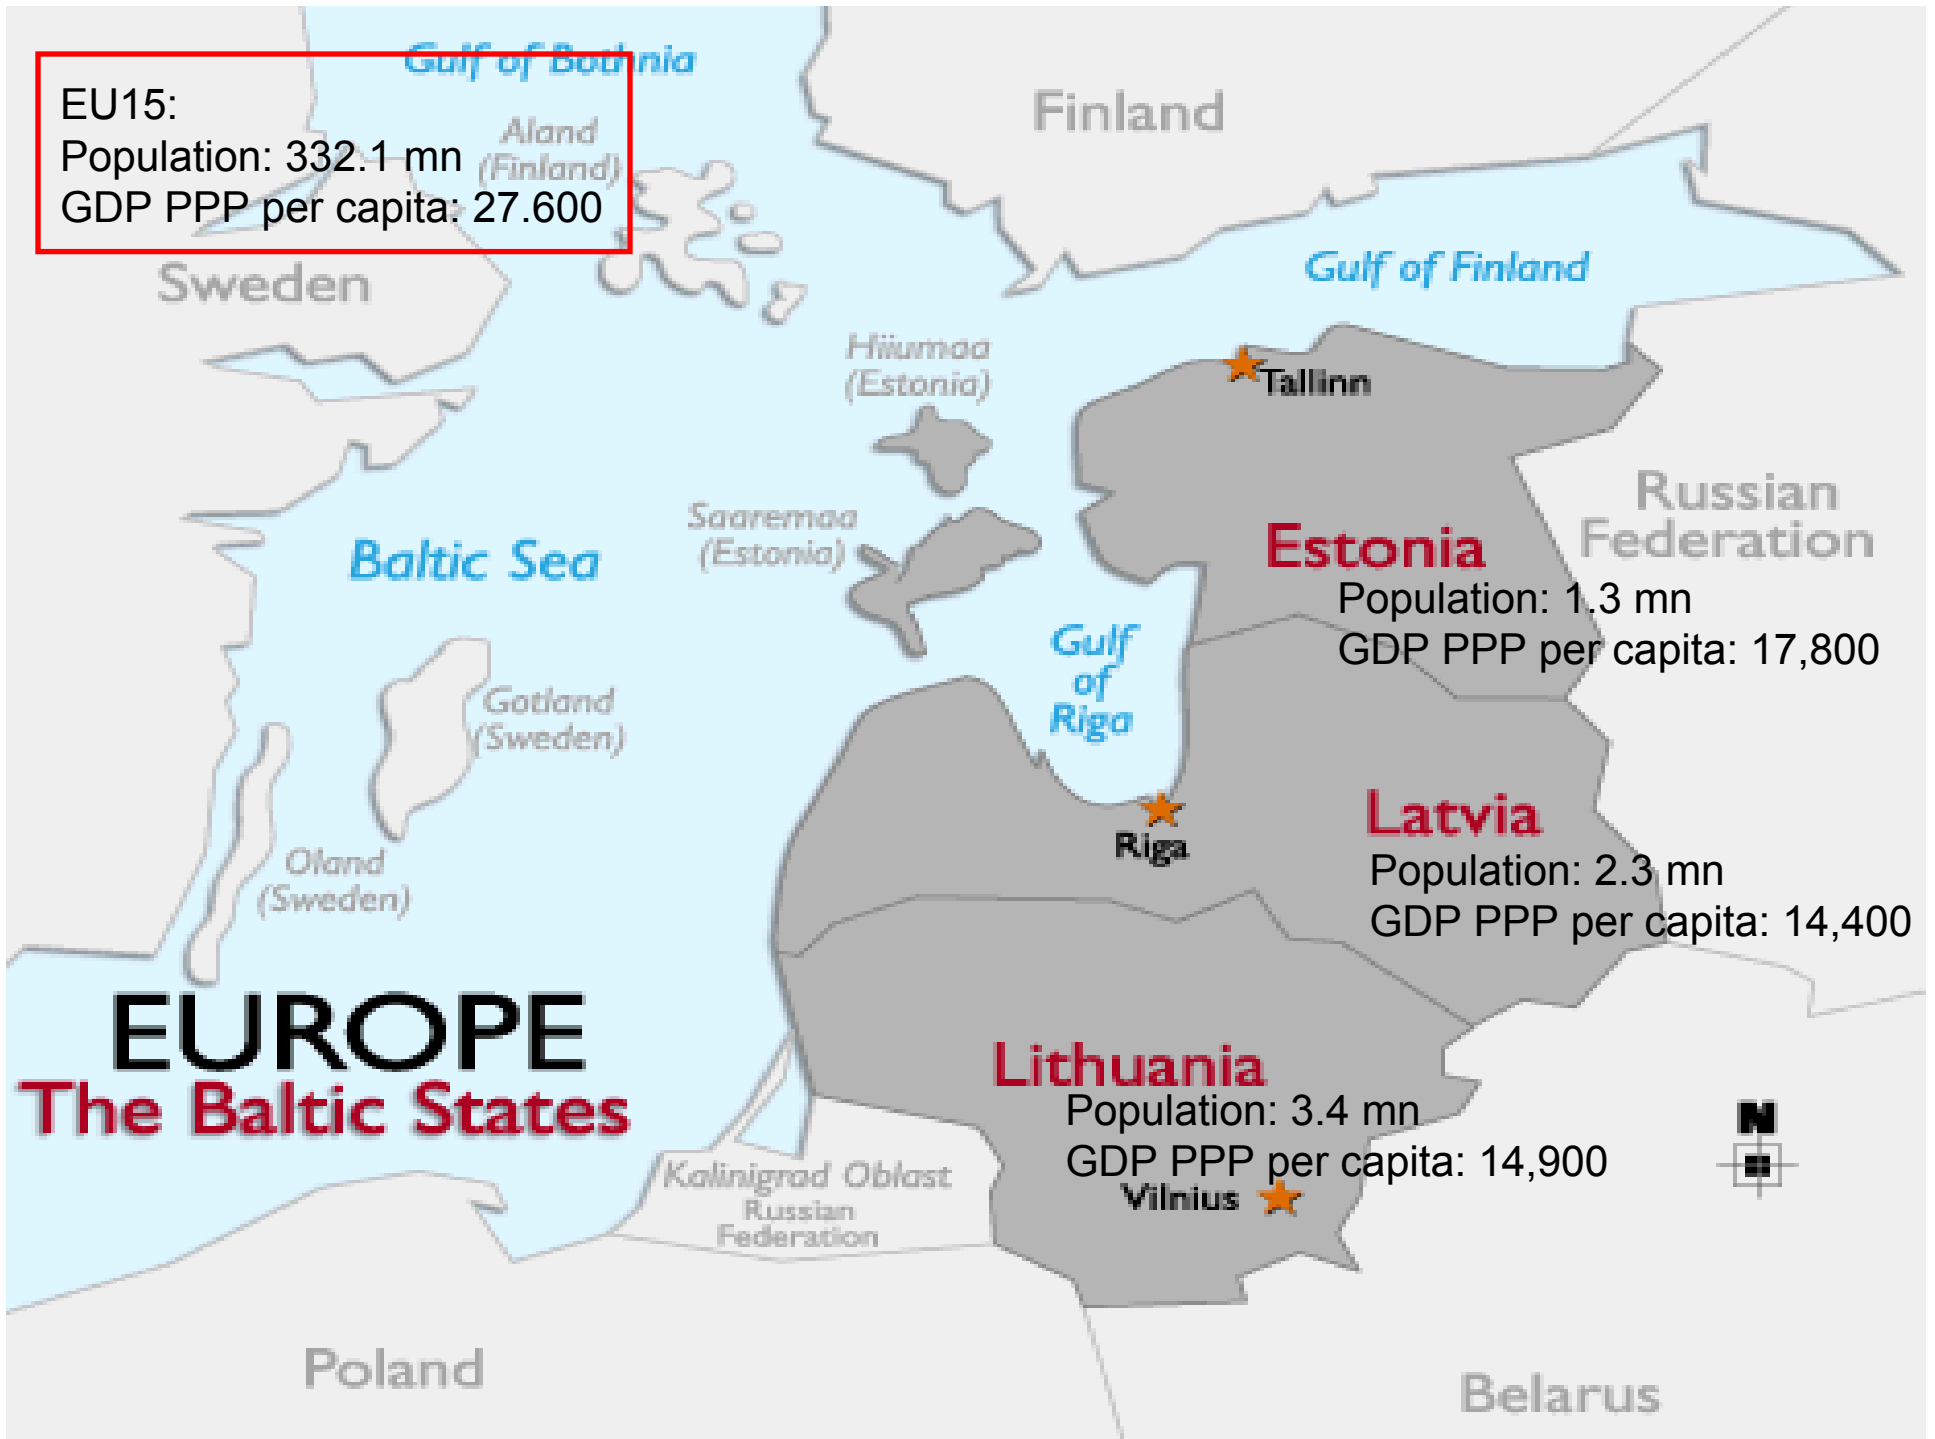 Gulf of Bothnia
EU15:
Population: 332.1 mn
GDP PPP per capita: 27.600
Aland
(Finland)
Finland
Sweden
Gulf of Finland
Hiiumaa
(Estonia)
Tallinn
Russian
Federation
Saaremaa
(Estonia)
Baltic Sea
Estonia
Population: 1.3 mn
GDP PPP per capita: 17,800
Gulf
of
Riga
Gotland
(Sweden)
Latvia
Population: 2.3 mn
GDP PPP per capita: 14,400
Riga
Oland
(Sweden)
EUROPE
The Baltic States
Lithuania
Population: 3.4 mn
GDP PPP per capita: 14,900
Vilnius
N
Kalinigrad Oblast
Russian
Federation
Poland
Belarus